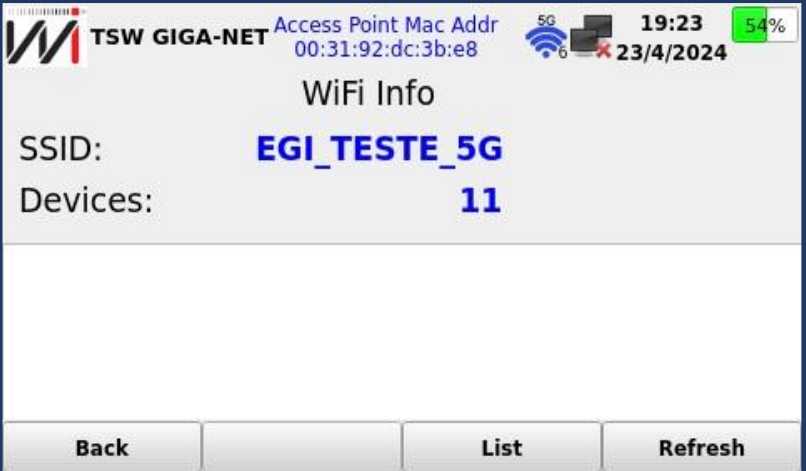 TSW GIGA-NET
Access Point Mac Addr
00:31:92:dc:3b:e8
5G
6
19:23
23/4/2024
54%
WiFi Info
SSID: EGI_TESTE_5G
Devices: 11
Back List Refresh